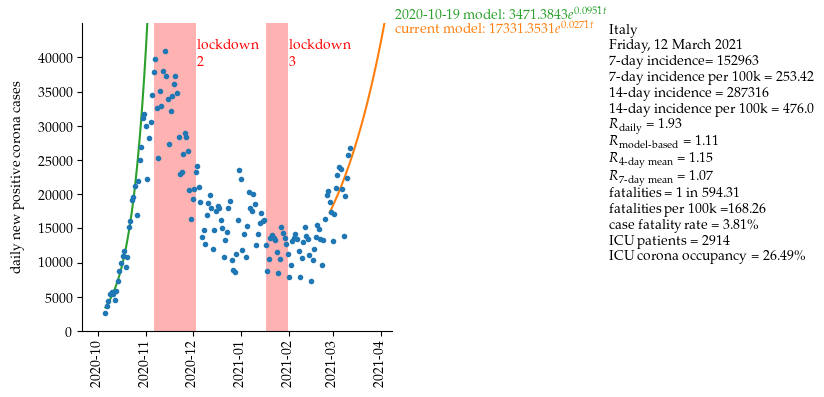 2020-10-19 model: 3471.3843e^0.0951t
current model: 17331.3531e^0.0271t
lockdown
2
lockdown
3
daily new positive corona cases
40000
35000
30000
25000
20000
15000
10000
5000
0
2020-10
2020-11
2020-12
2021-01
2021-02
2021-03
2021-04
Italy
Friday, 12 March 2021
7-day incidence= 152963
7-day incidence per 100k = 253.42
14-day incidence = 287316
14-day incidence per 100k = 476.0
R_daily = 1.93
R_model-based = 1.11
R_4-day mean = 1.15
R_7-day mean = 1.07
fatalities = 1 in 594.31
fatalities per 100k =168.26
case fatality rate = 3.81%
ICU patients = 2914
ICU corona occupancy = 26.49%